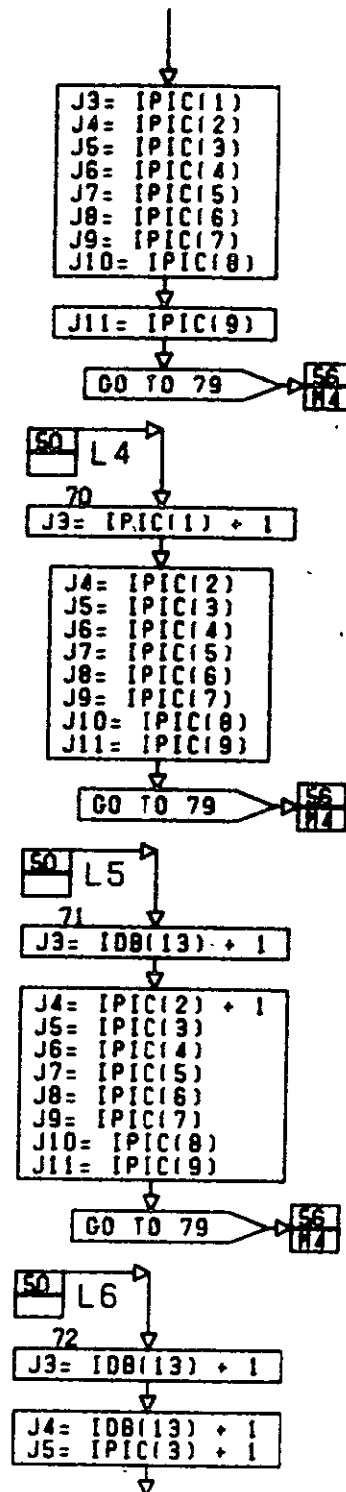 J3= IPIC(1)
J4= IPIC(2)
J5= IPIC(3)
J6= IPIC(4)
J7= IPIC(5)
J8= IPIC(6)
J9= IPIC(7)
J10= IPIC(8)
J11= IPIC(9)
GO TO 79
56
M4
50
L4
70
J3= IPIC(1) + 1
J4= IPIC(2)
J5= IPIC(3)
J6= IPIC(4)
J7= IPIC(5)
J8= IPIC(6)
J9= IPIC(7)
J10= IPIC(8)
J11= IPIC(9)
GO TO 79
56
M4
50
L5
71
J3= IDB(13) + 1
J4= IPIC(2) + 1
J5= IPIC(3)
J6= IPIC(4)
J7= IPIC(5)
J8= IPIC(6)
J9= IPIC(7)
J10= IPIC(8)
J11= IPIC(9)
GO TO 79
56
M4
50
L6
72
J3= IDB(13) + 1
J4= IDB(13) + 1
J5= IPIC(3) + 1